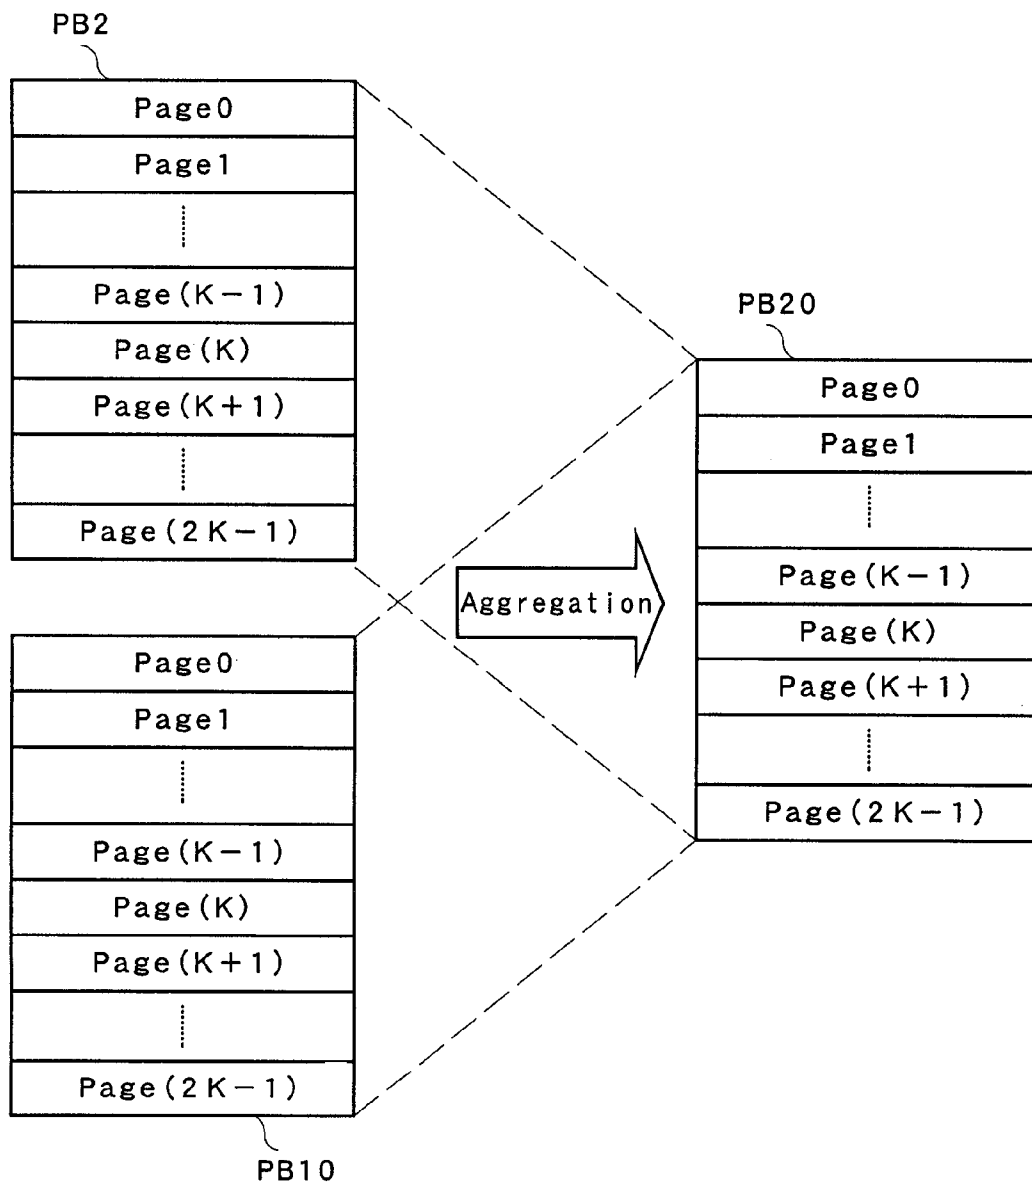 PB2
Page0
Page1
Page(K-1)
Page(K)
Page(K+1)
Page(2K-1)
Page0
Page1
Page(K-1)
Page(K)
Page(K+1)
Page(2K-1)
PB10
Aggregation
PB20
Page0
Page1
Page(K-1)
Page(K)
Page(K+1)
Page(2K-1)